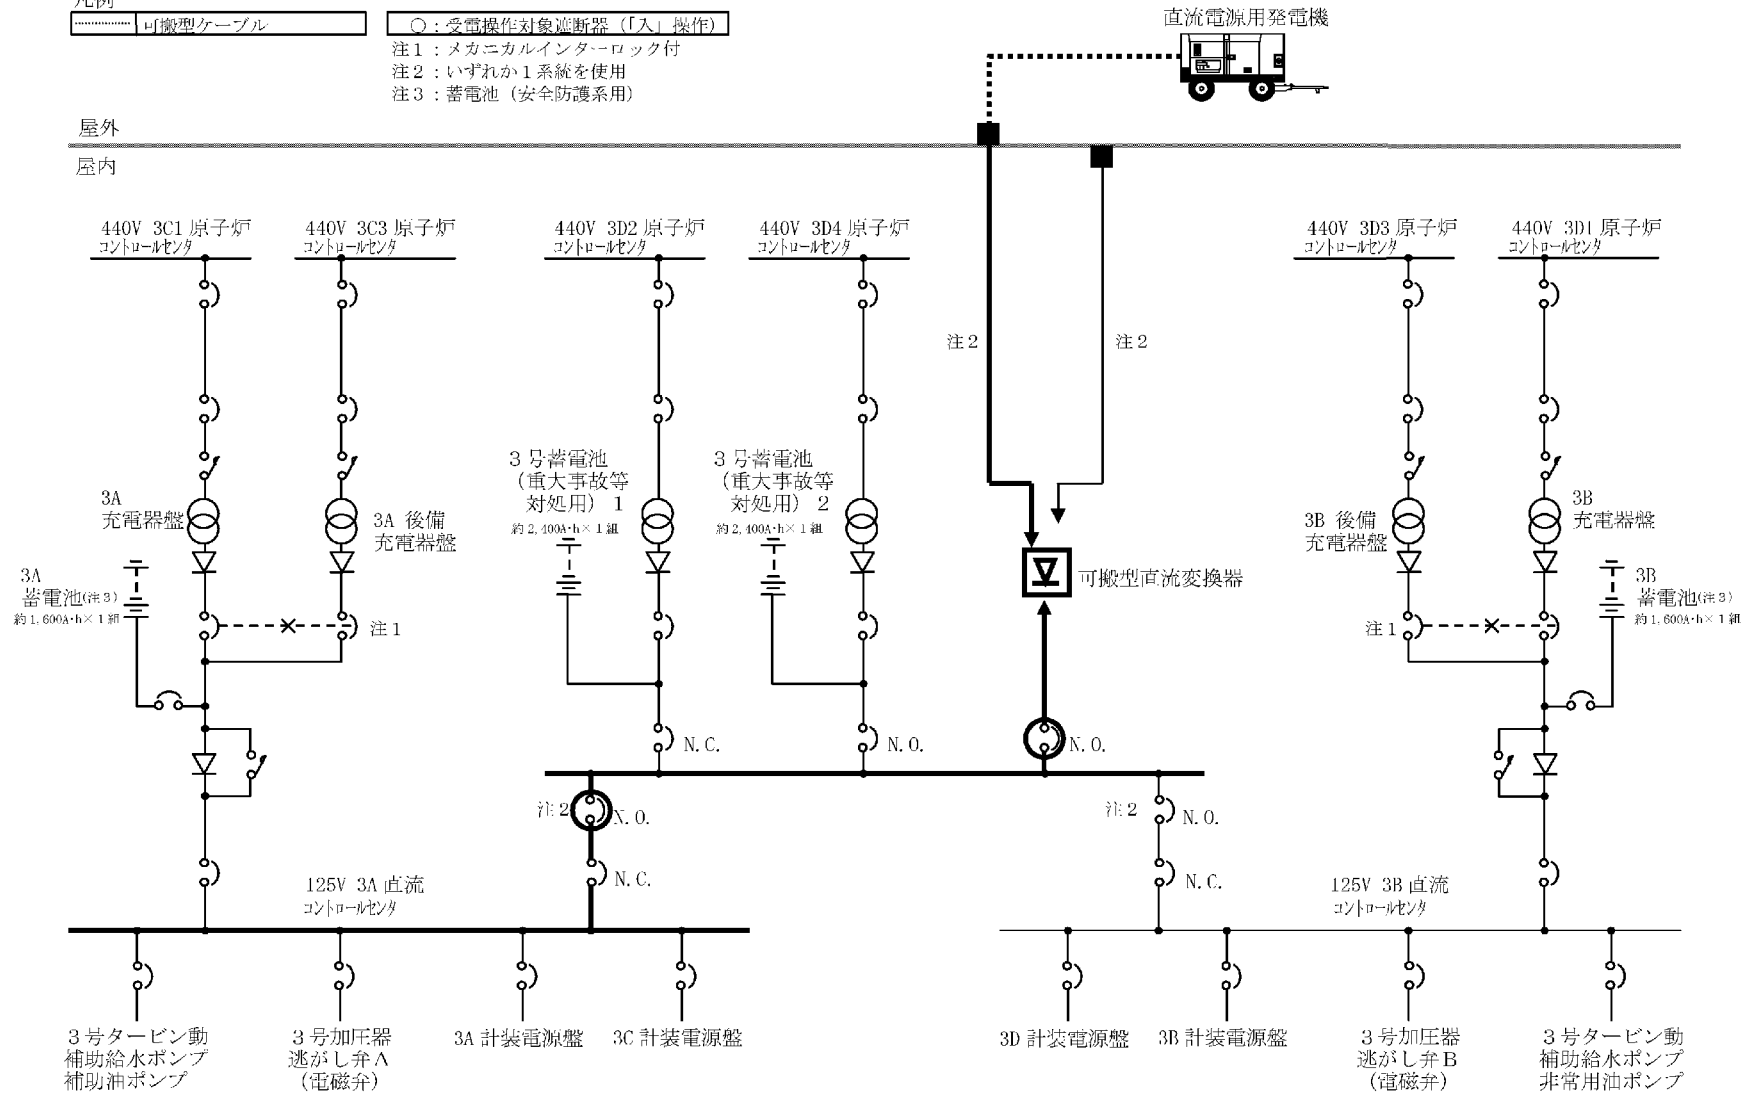 凡例
可搬型ケーブル
○：受電操作対象遮断器（「入」操作）
注１：メカニカルインターロック付
注２：いずれか１系統を使用
注３：蓄電池（安全防護系用）
直流電源用発電機
屋外
屋内
440V 3C1 原子炉
コントロールセンタ
440V 3C3 原子炉
コントロールセンタ
440V 3D2 原子炉
コントロールセンタ
440V 3D4 原子炉
コントロールセンタ
440V 3D3 原子炉
コントロールセンタ
440V 3D1 原子炉
コントロールセンタ
注２
注２
3A
充電器盤
3A 後備
充電器盤
３号蓄電池
（重大事故等
対処用）１
約2,400A･h×１組
３号蓄電池
（重大事故等
対処用）２
約2,400A･h×１組
3B 後備
充電器盤
3B
充電器盤
3A
蓄電池(注３)
約1,600A･h×１組
可搬型直流変換器
3B
蓄電池(注３)
約1,600A･h×１組
注１
注１
N.C.
N.O.
N.O.
注２
N.O.
注２
N.O.
N.C.
N.C.
125V 3A 直流
コントロールセンタ
125V 3B 直流
コントロールセンタ
３号タービン動
補助給水ポンプ
補助油ポンプ
３号加圧器
逃がし弁Ａ
（電磁弁）
3A 計装電源盤
3C 計装電源盤
3D 計装電源盤
3B 計装電源盤
３号加圧器
逃がし弁Ｂ
（電磁弁）
３号タービン動
補助給水ポンプ
非常用油ポンプ